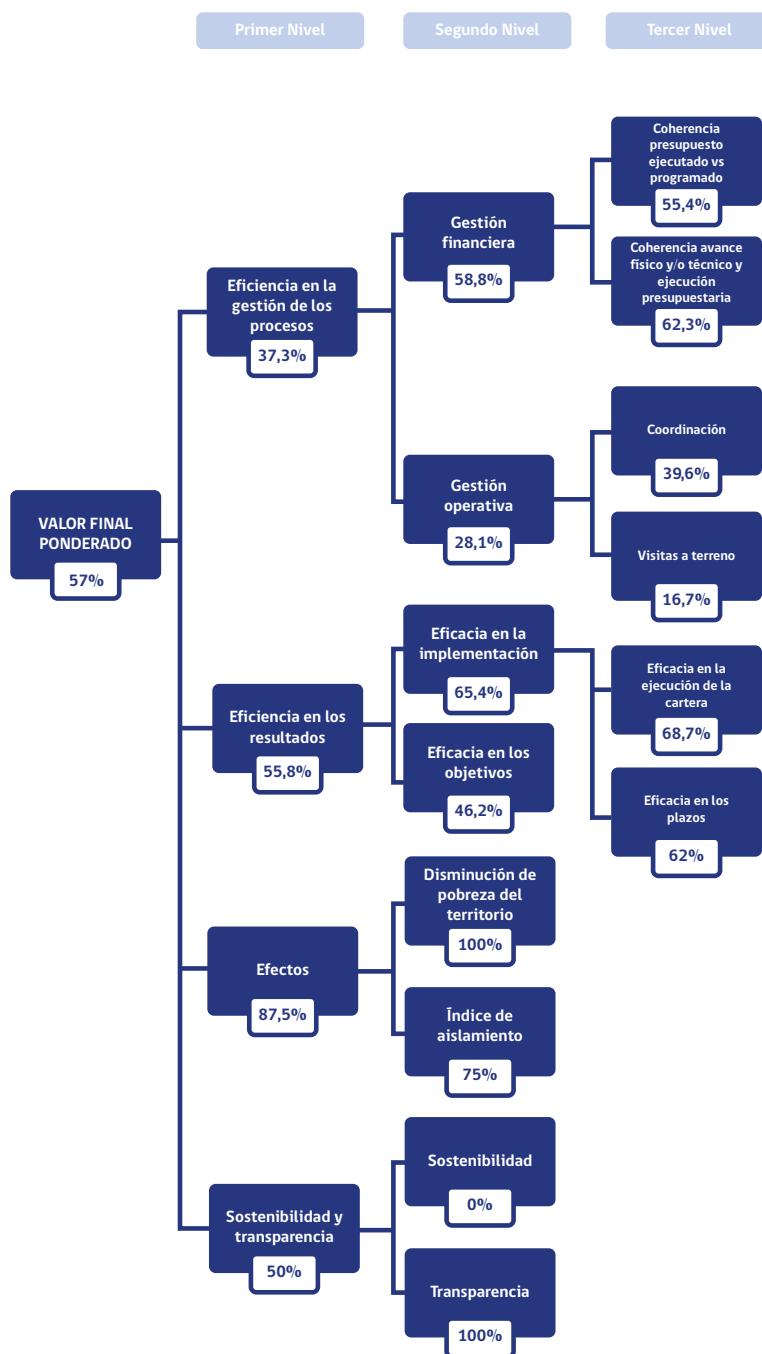 Primer Nivel
Segundo Nivel
Tercer Nivel
Coherencia
presupuesto
ejecutado vs
programado
55,4%
Gestión
financiera
58,8%
Coherencia avance
físico y/o técnico y
ejecución
presupuestaria
62,3%
Eficiencia en la
gestión de los
procesos
37,3%
Coordinación
39,6%
Gestión
operativa
28,1%
VALOR FINAL
PONDERADO
57%
Visitas a terreno
16,7%
Eficacia en la
implementación
65,4%
Eficacia en la
ejecución de la
cartera
68,7%
Eficiencia en los
resultados
55,8%
Eficacia en los
objetivos
46,2%
Eficacia en los
plazos
62%
Disminución de
pobreza del
territorio
100%
Efectos
87,5%
Índice de
aislamiento
75%
Sostenibilidad
0%
Sostenibilidad y
transparencia
50%
Transparencia
100%